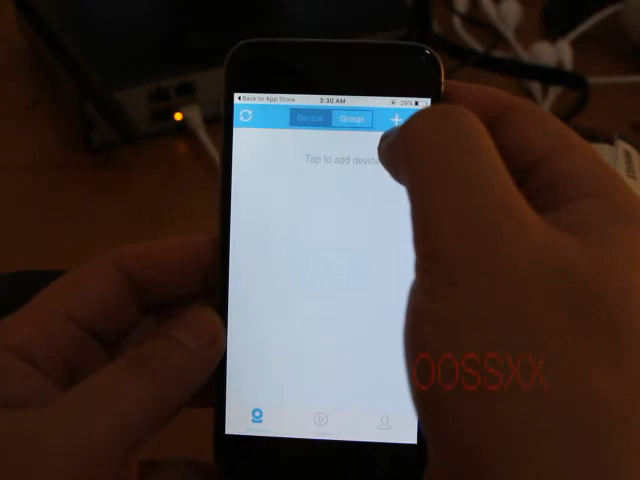 Back to App Store 3:30 AM 29%
Device Group +
Tap to add device
OOSSXX